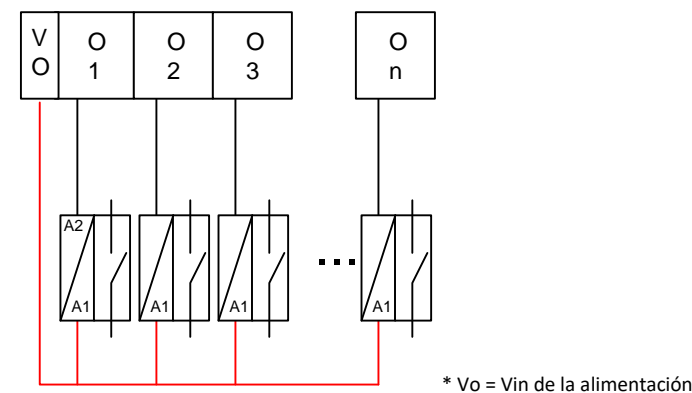 V O O O O
O 1 2 3 n
A2
A1 A1 A1 A1
* Vo = Vin de la alimentación